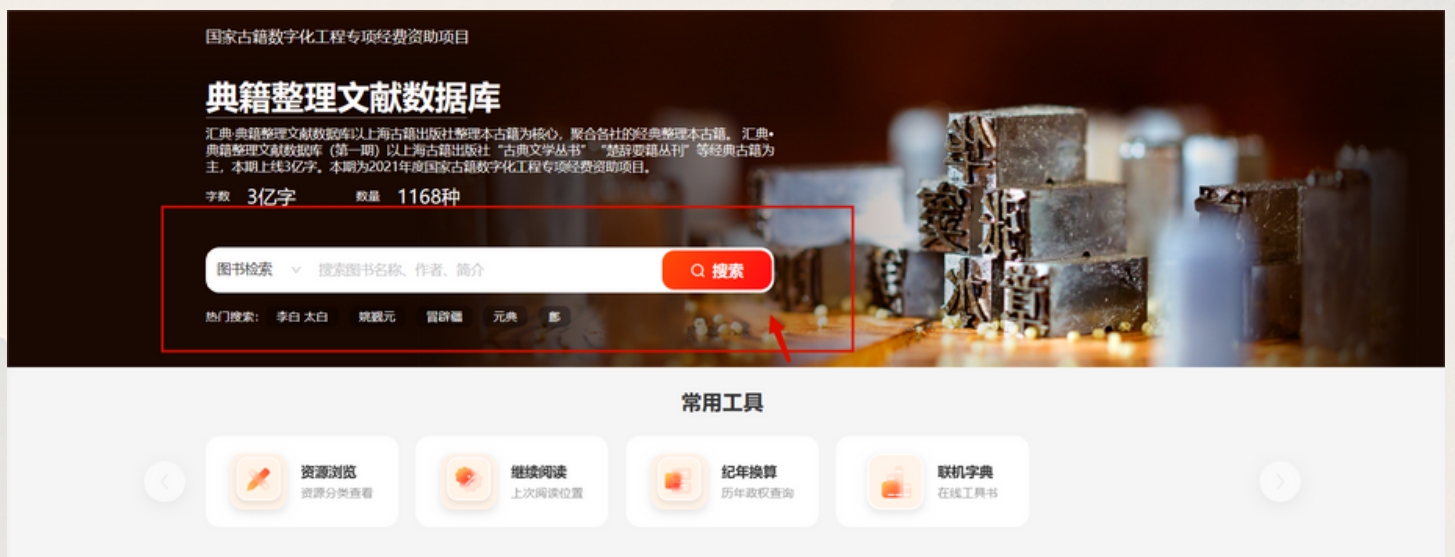 国家古籍数字化工程专项经费资助项目
典籍整理文献数据库
汇典·典籍整理文献数据库以上海古籍出版社整理本古籍为核心，聚合各社的经典整理本古籍。 汇典•
典籍整理文献数据库（第一期）以上海古籍出版社“古典文学丛书”“楚辞要籍丛刊”等经典古籍为
主，本期上线3亿字。本期为2021年度国家古籍数字化工程专项经费资助项目。
字数 3亿字 数量 1168种
图书检索 搜索图书名称、作者、简介 搜索
热门搜索： 李白 太白 姚觐元 冒辟疆 元典
常用工具
资源浏览 继续阅读 纪年换算 联机字典
资源分类查看 上次阅读位置 历年政权查询 在线工具书